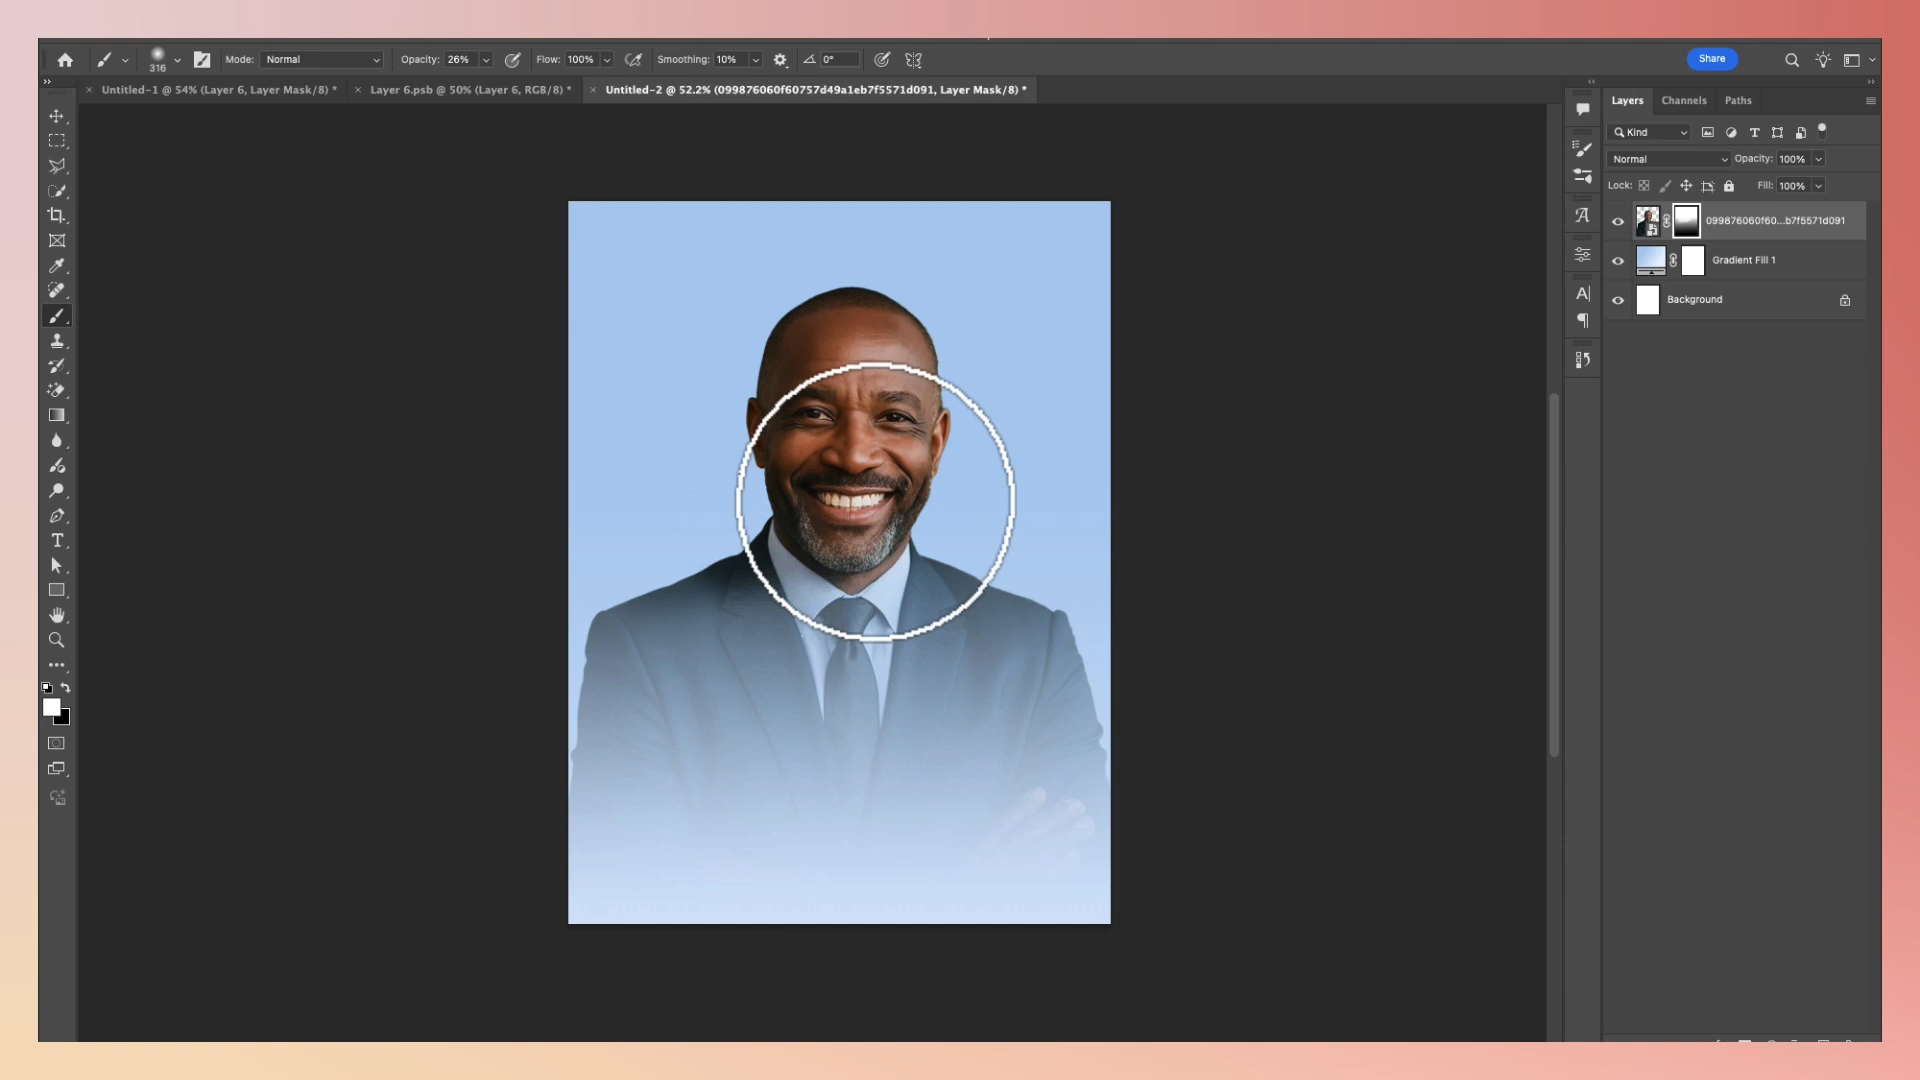 316 Mode: Normal Opacity: 26% Flow: 100% Smoothing: 10% 0° Share
Untitled-1 @ 54% (Layer 6, Layer Mask/8) * Layer 6.psb @ 50% (Layer 6, RGB/8) * Untitled-2 @ 52.2% (099876060f60757d49a1eb7f5571d091, Layer Mask/8) *
Layers Channels Paths
Kind
Normal Opacity: 100%
Lock: Fill: 100%
099876060f60...b7f5571d091
Gradient Fill 1
Background